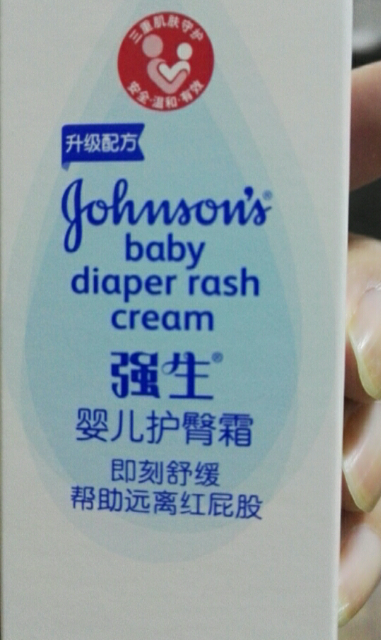 三重肌肤守护
安全·温和·有效
升级配方
Johnson's®
baby
diaper rash
cream
强生®
婴儿护臀霜
即刻舒缓
帮助远离红屁股